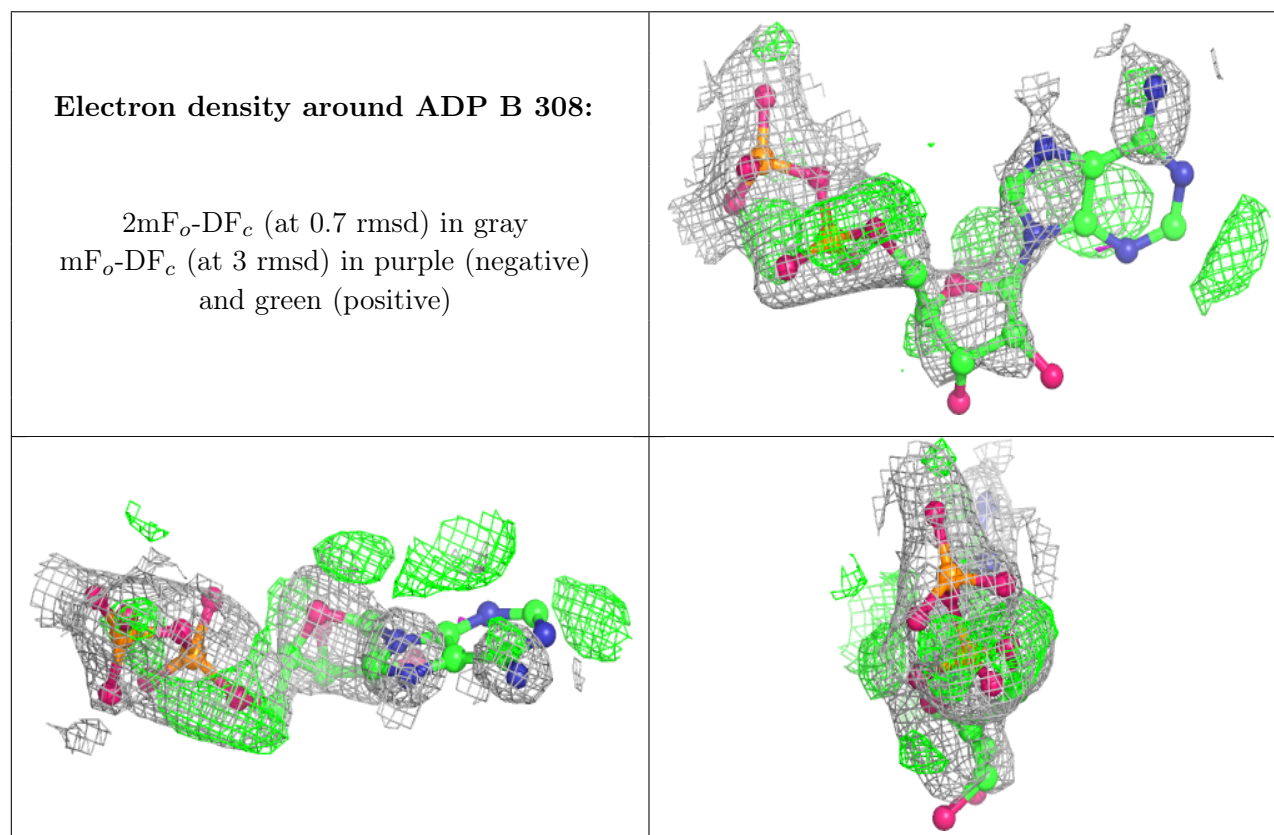 Electron density around ADP B 308:
2mFo-DFc (at 0.7 rmsd) in gray
mFo-DFc (at 3 rmsd) in purple (negative)
and green (positive)